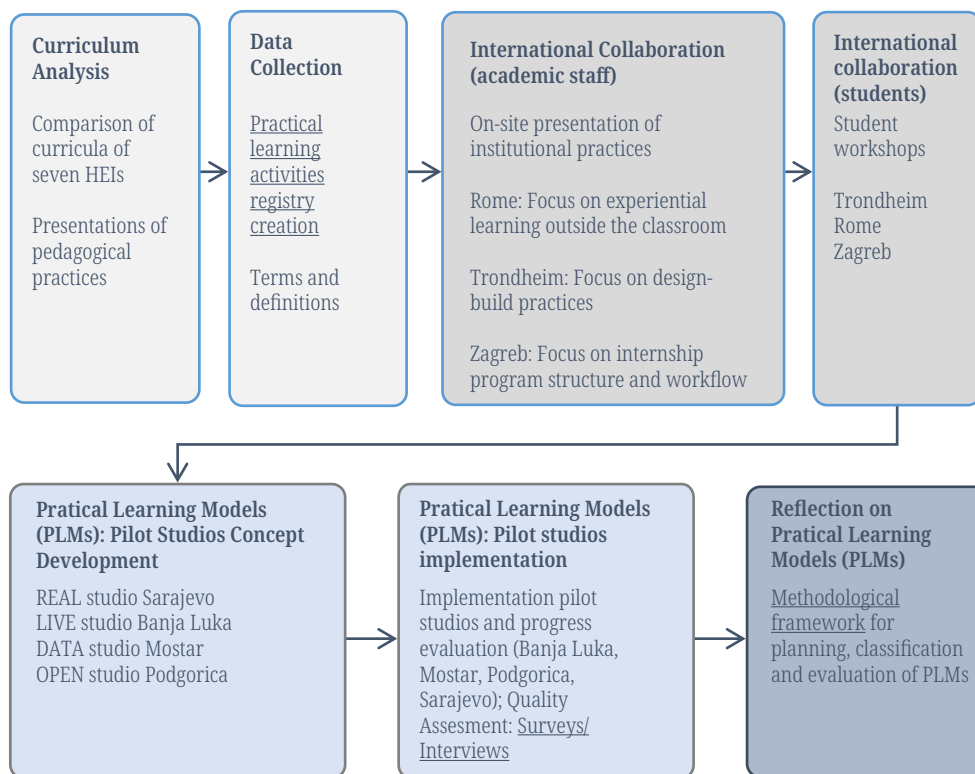 Curriculum
Analysis
Comparison of
curricula of
seven HEIs
Presentations of
pedagogical
practices
Data
Collection
Practical
learning
activities
registry
creation
Terms and
definitions
International Collaboration
(academic staff)
On-site presentation of
institutional practices
Rome: Focus on experiential
learning outside the classroom
Trondheim: Focus on design-
build practices
Zagreb: Focus on internship
program structure and workflow
International
collaboration
(students)
Student
workshops
Trondheim
Rome
Zagreb
Pratical Learning Models
(PLMs): Pilot Studios Concept
Development
REAL studio Sarajevo
LIVE studio Banja Luka
DATA studio Mostar
OPEN studio Podgorica
Pratical Learning Models
(PLMs): Pilot studios
implementation
Implementation pilot
studios and progress
evaluation (Banja Luka,
Mostar, Podgorica,
Sarajevo); Quality
Assesment: Surveys/
Interviews
Reflection on
Pratical Learning
Models (PLMs)
Methodological
framework for
planning, classification
and evaluation of PLMs